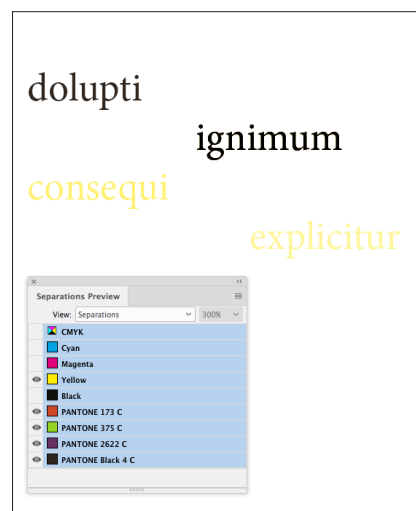 dolupti
ignimum
consequi
explicitur
Separations Preview
View: Separations 300%
CMYK
Cyan
Magenta
Yellow
Black
PANTONE 173 C
PANTONE 375 C
PANTONE 2622 C
PANTONE Black 4 C